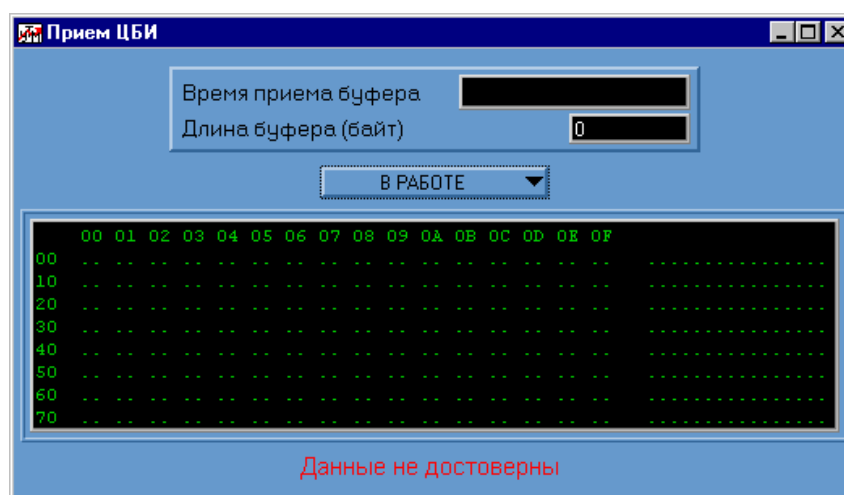 Прием ЦБИ
Время приема буфера
Длина буфера (байт) 0
В РАБОТЕ
00 01 02 03 04 05 06 07 08 09 0A 0B 0C 0D 0E 0F
00 .. .. .. .. .. .. .. .. .. .. .. .. .. .. .. .. ................
10 .. .. .. .. .. .. .. .. .. .. .. .. .. .. .. .. ................
20 .. .. .. .. .. .. .. .. .. .. .. .. .. .. .. .. ................
30 .. .. .. .. .. .. .. .. .. .. .. .. .. .. .. .. ................
40 .. .. .. .. .. .. .. .. .. .. .. .. .. .. .. .. ................
50 .. .. .. .. .. .. .. .. .. .. .. .. .. .. .. .. ................
60 .. .. .. .. .. .. .. .. .. .. .. .. .. .. .. .. ................
70 .. .. .. .. .. .. .. .. .. .. .. .. .. .. .. .. ................
Данные не достоверны